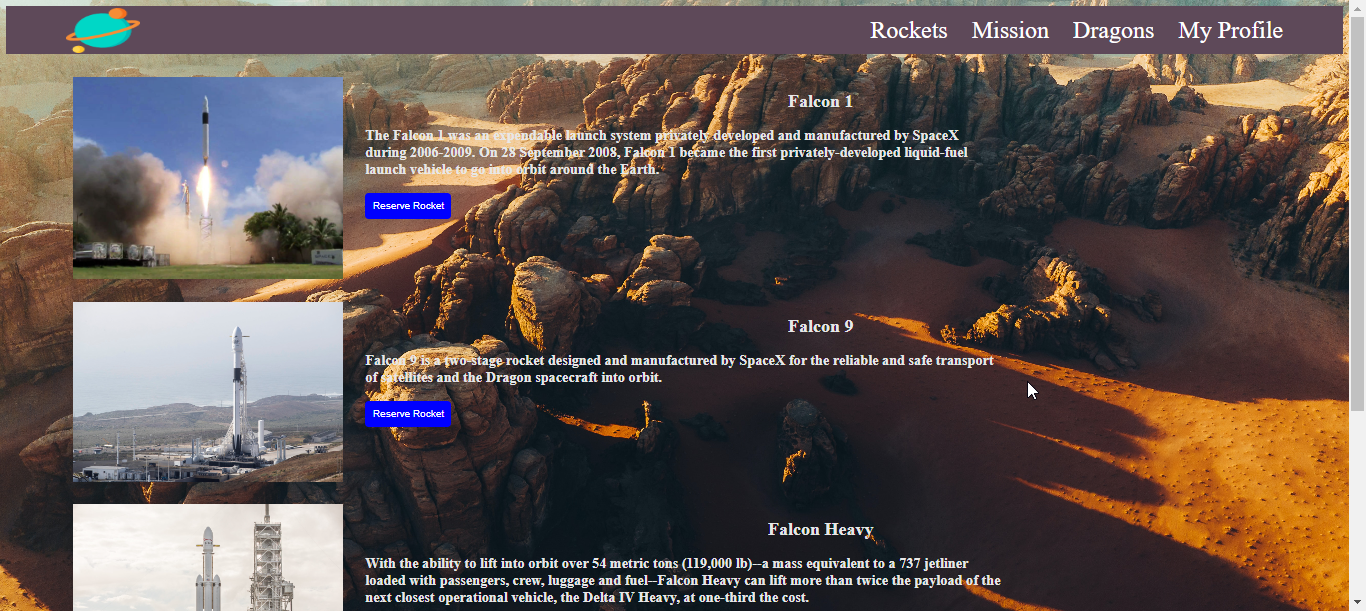 Rockets Mission Dragons My Profile
Falcon 1
The Falcon 1 was an expendable launch system privately developed and manufactured by SpaceX
during 2006-2009. On 28 September 2008, Falcon 1 became the first privately-developed liquid-fuel
launch vehicle to go into orbit around the Earth.
Reserve Rocket
Falcon 9
Falcon 9 is a two-stage rocket designed and manufactured by SpaceX for the reliable and safe transport
of satellites and the Dragon spacecraft into orbit.
Reserve Rocket
Falcon Heavy
With the ability to lift into orbit over 54 metric tons (119,000 lb)--a mass equivalent to a 737 jetliner
loaded with passengers, crew, luggage and fuel--Falcon Heavy can lift more than twice the payload of the
next closest operational vehicle, the Delta IV Heavy, at one-third the cost.